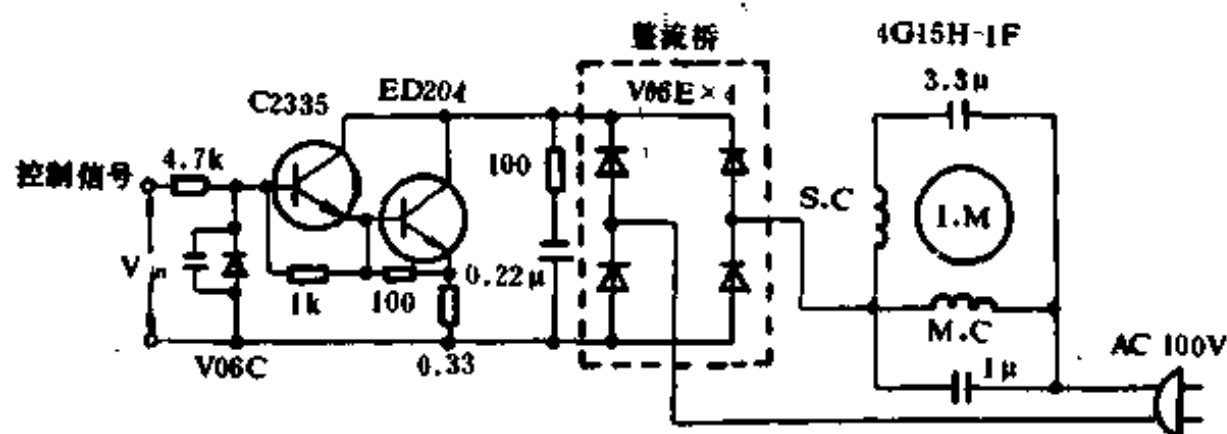 整流桥
4G15H-1F
V06E×4
3.3μ
C2335
ED204
控制信号
4.7k
100
S.C
I.M
V
1k
100
0.22μ
M.C
V06C
0.33
1μ
AC 100V